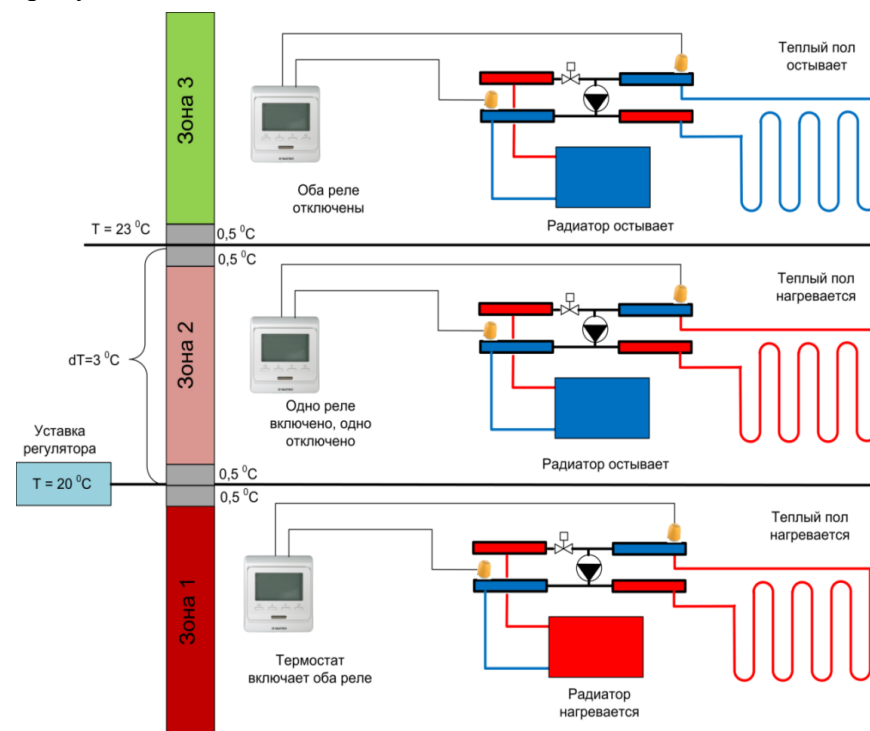 Зона 3
Теплый пол
остывает
Оба реле
отключены
Радиатор остывает
T = 23 ⁰C
0,5 ⁰C
0,5 ⁰C
Зона 2
Теплый пол
нагревается
dT=3 ⁰C
Одно реле
включено, одно
отключено
Радиатор остывает
Уставка
регулятора
T = 20 ⁰C
0,5 ⁰C
0,5 ⁰C
Зона 1
Теплый пол
нагревается
Термостат
включает оба реле
Радиатор
нагревается